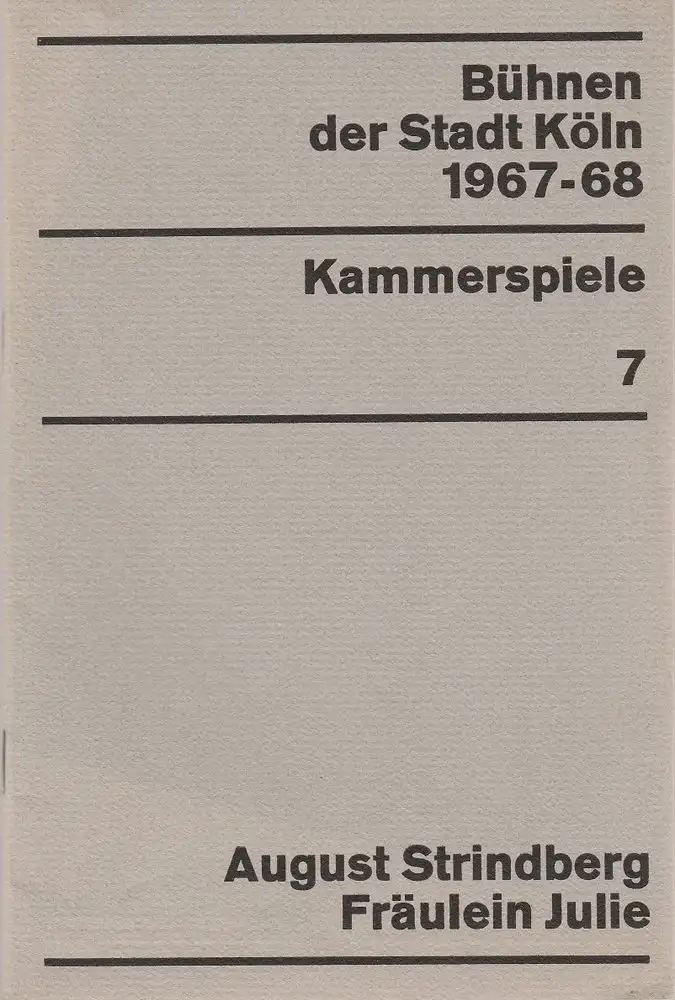 Bühnen
der Stadt Köln
1967-68
Kammerspiele
7
August Strindberg
Fräulein Julie